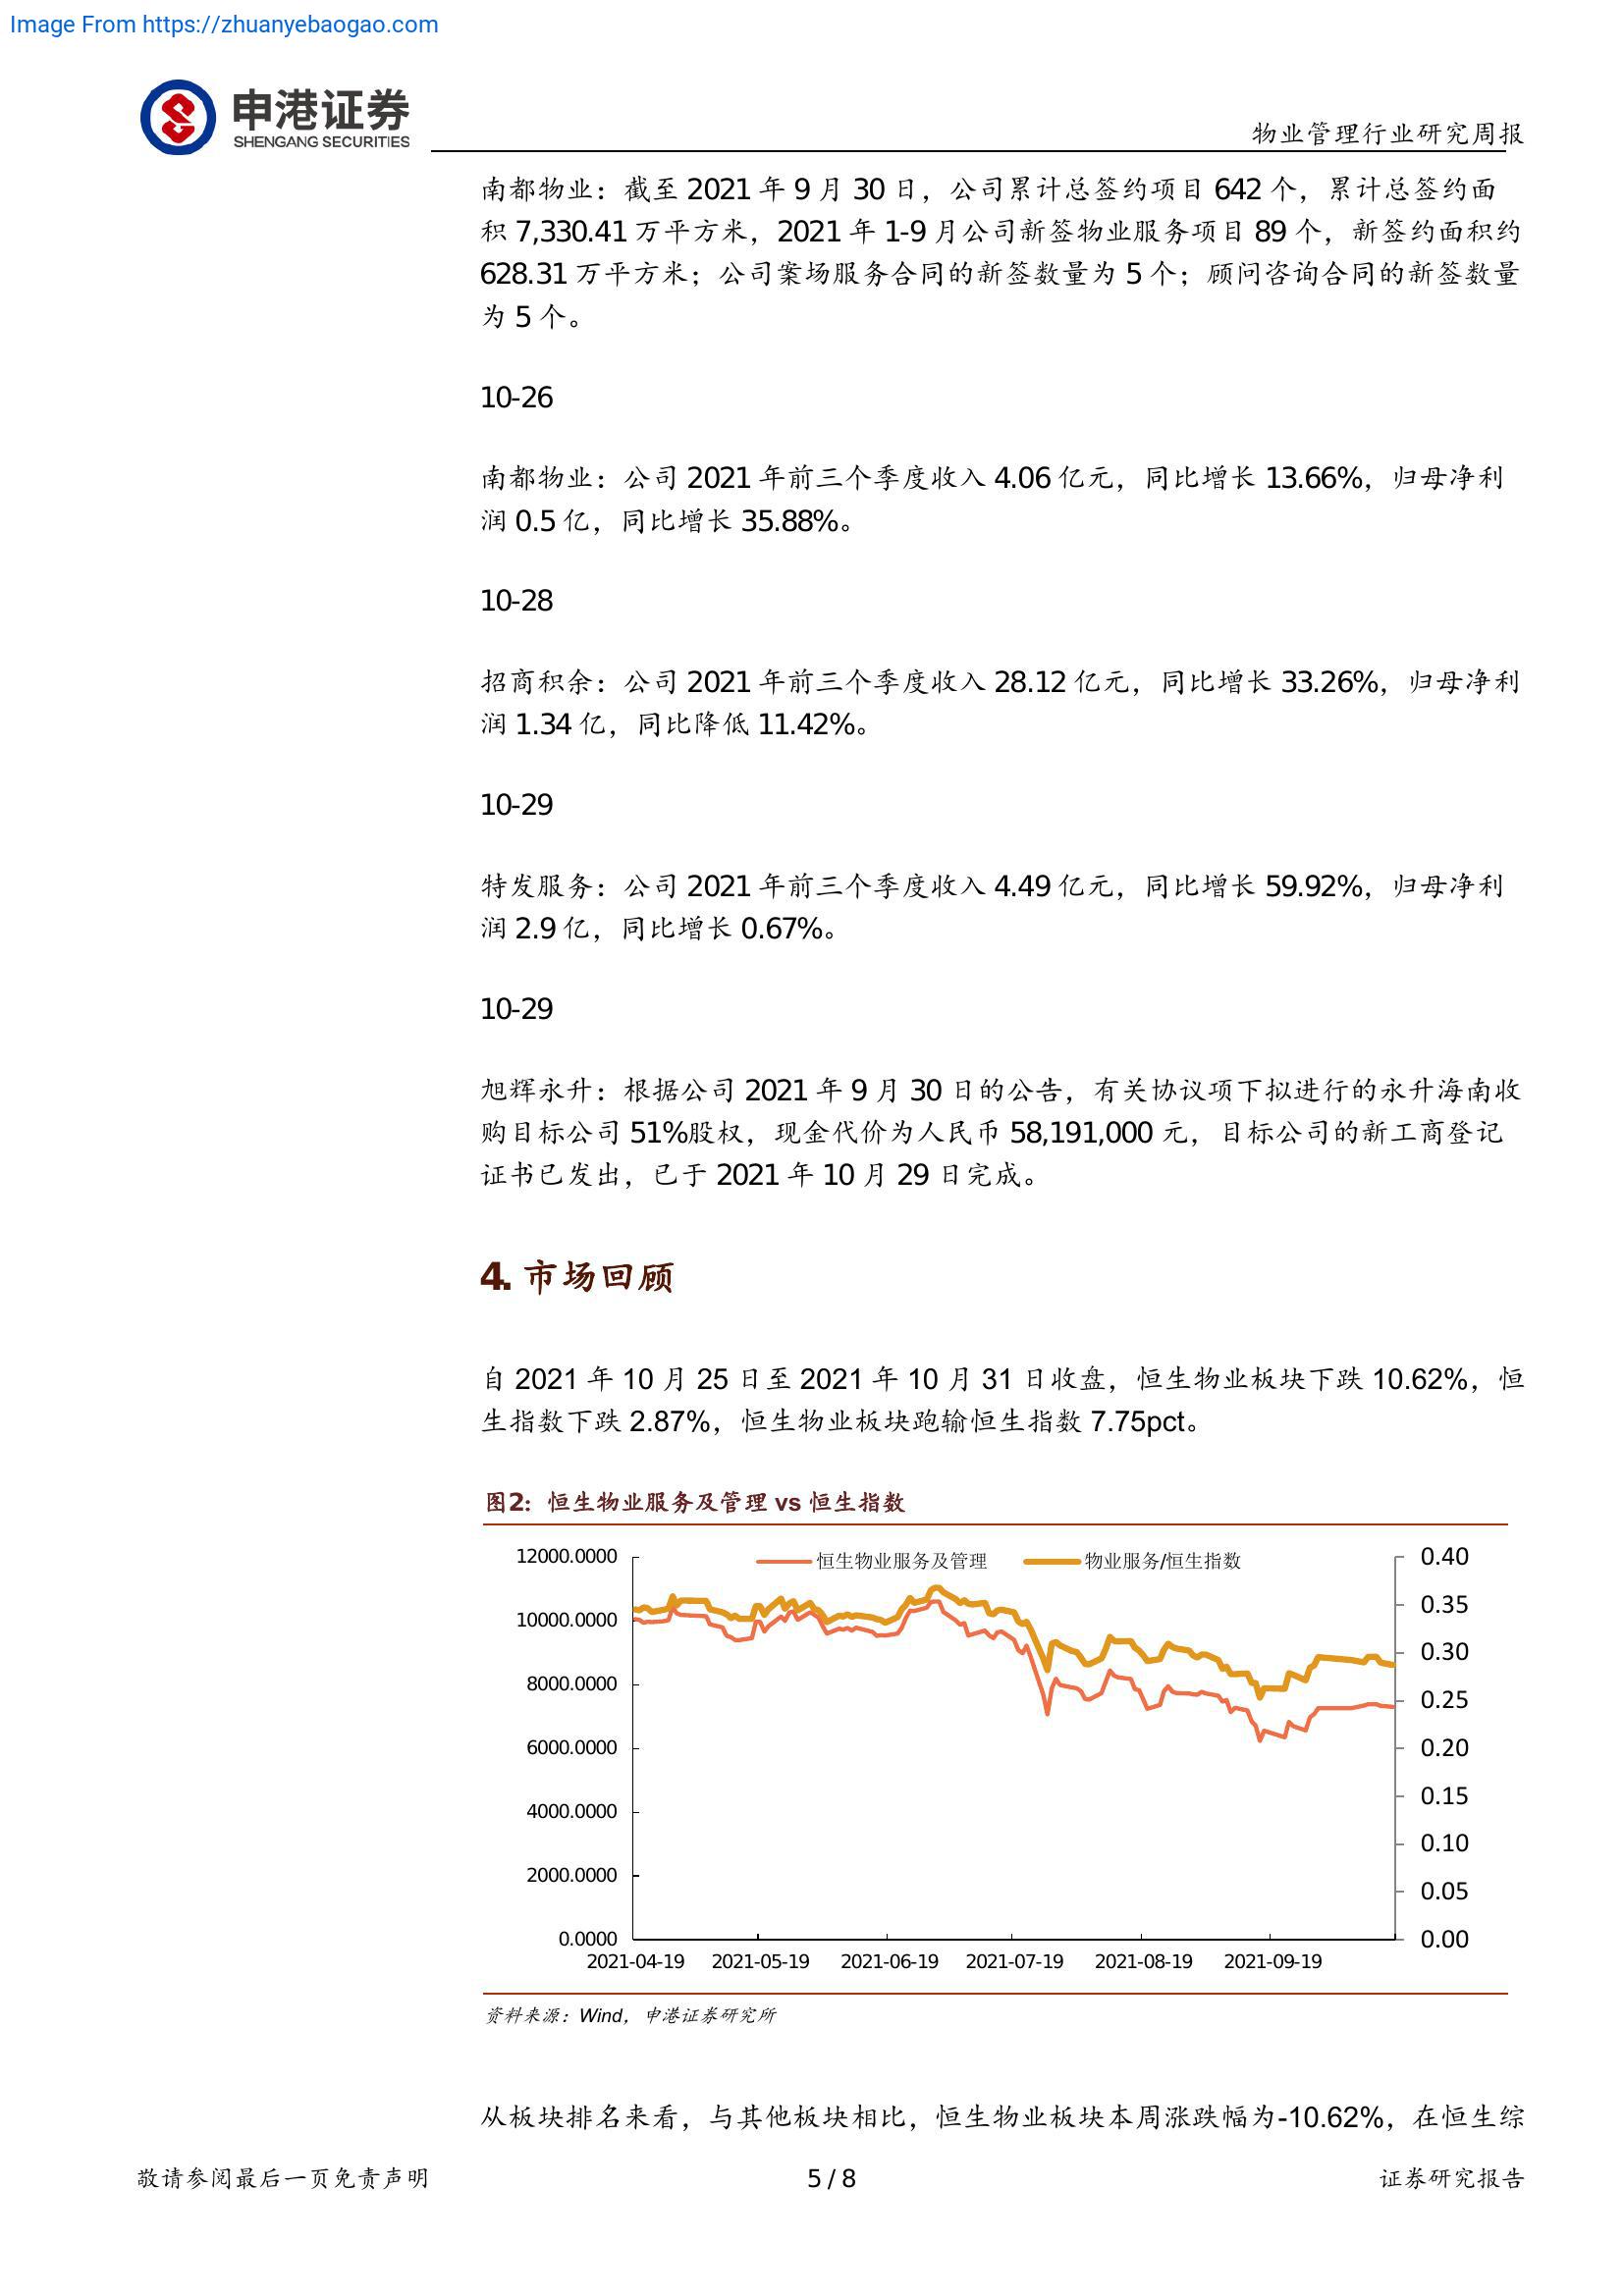 Image From https://zhuanyebaogao.com
申港证券
SHENGANG SECURITIES
物业管理行业研究周报
南都物业：截至 2021 年 9 月 30 日，公司累计总签约项目 642 个，累计总签约面
积 7,330.41 万平方米，2021 年 1-9 月公司新签物业服务项目 89 个，新签约面积约
628.31 万平方米；公司案场服务合同的新签数量为 5 个；顾问咨询合同的新签数量
为 5 个。
10-26
南都物业：公司 2021 年前三个季度收入 4.06 亿元，同比增长 13.66%，归母净利
润 0.5 亿，同比增长 35.88%。
10-28
招商积余：公司 2021 年前三个季度收入 28.12 亿元，同比增长 33.26%，归母净利
润 1.34 亿，同比降低 11.42%。
10-29
特发服务：公司 2021 年前三个季度收入 4.49 亿元，同比增长 59.92%，归母净利
润 2.9 亿，同比增长 0.67%。
10-29
旭辉永升：根据公司 2021 年 9 月 30 日的公告，有关协议项下拟进行的永升海南收
购目标公司 51%股权，现金代价为人民币 58,191,000 元，目标公司的新工商登记
证书已发出，已于 2021 年 10 月 29 日完成。
4. 市场回顾
自 2021 年 10 月 25 日至 2021 年 10 月 31 日收盘，恒生物业板块下跌 10.62%，恒
生指数下跌 2.87%，恒生物业板块跑输恒生指数 7.75pct。
图2：恒生物业服务及管理 vs 恒生指数
恒生物业服务及管理 物业服务/恒生指数
12000.0000 0.40
10000.0000 0.35
8000.0000 0.30
6000.0000 0.25
4000.0000 0.20
2000.0000 0.15
0.0000 0.10
0.05
0.00
2021-04-19 2021-05-19 2021-06-19 2021-07-19 2021-08-19 2021-09-19
资料来源：Wind，申港证券研究所
从板块排名来看，与其他板块相比，恒生物业板块本周涨跌幅为-10.62%，在恒生综
敬请参阅最后一页免责声明 5 / 8 证券研究报告